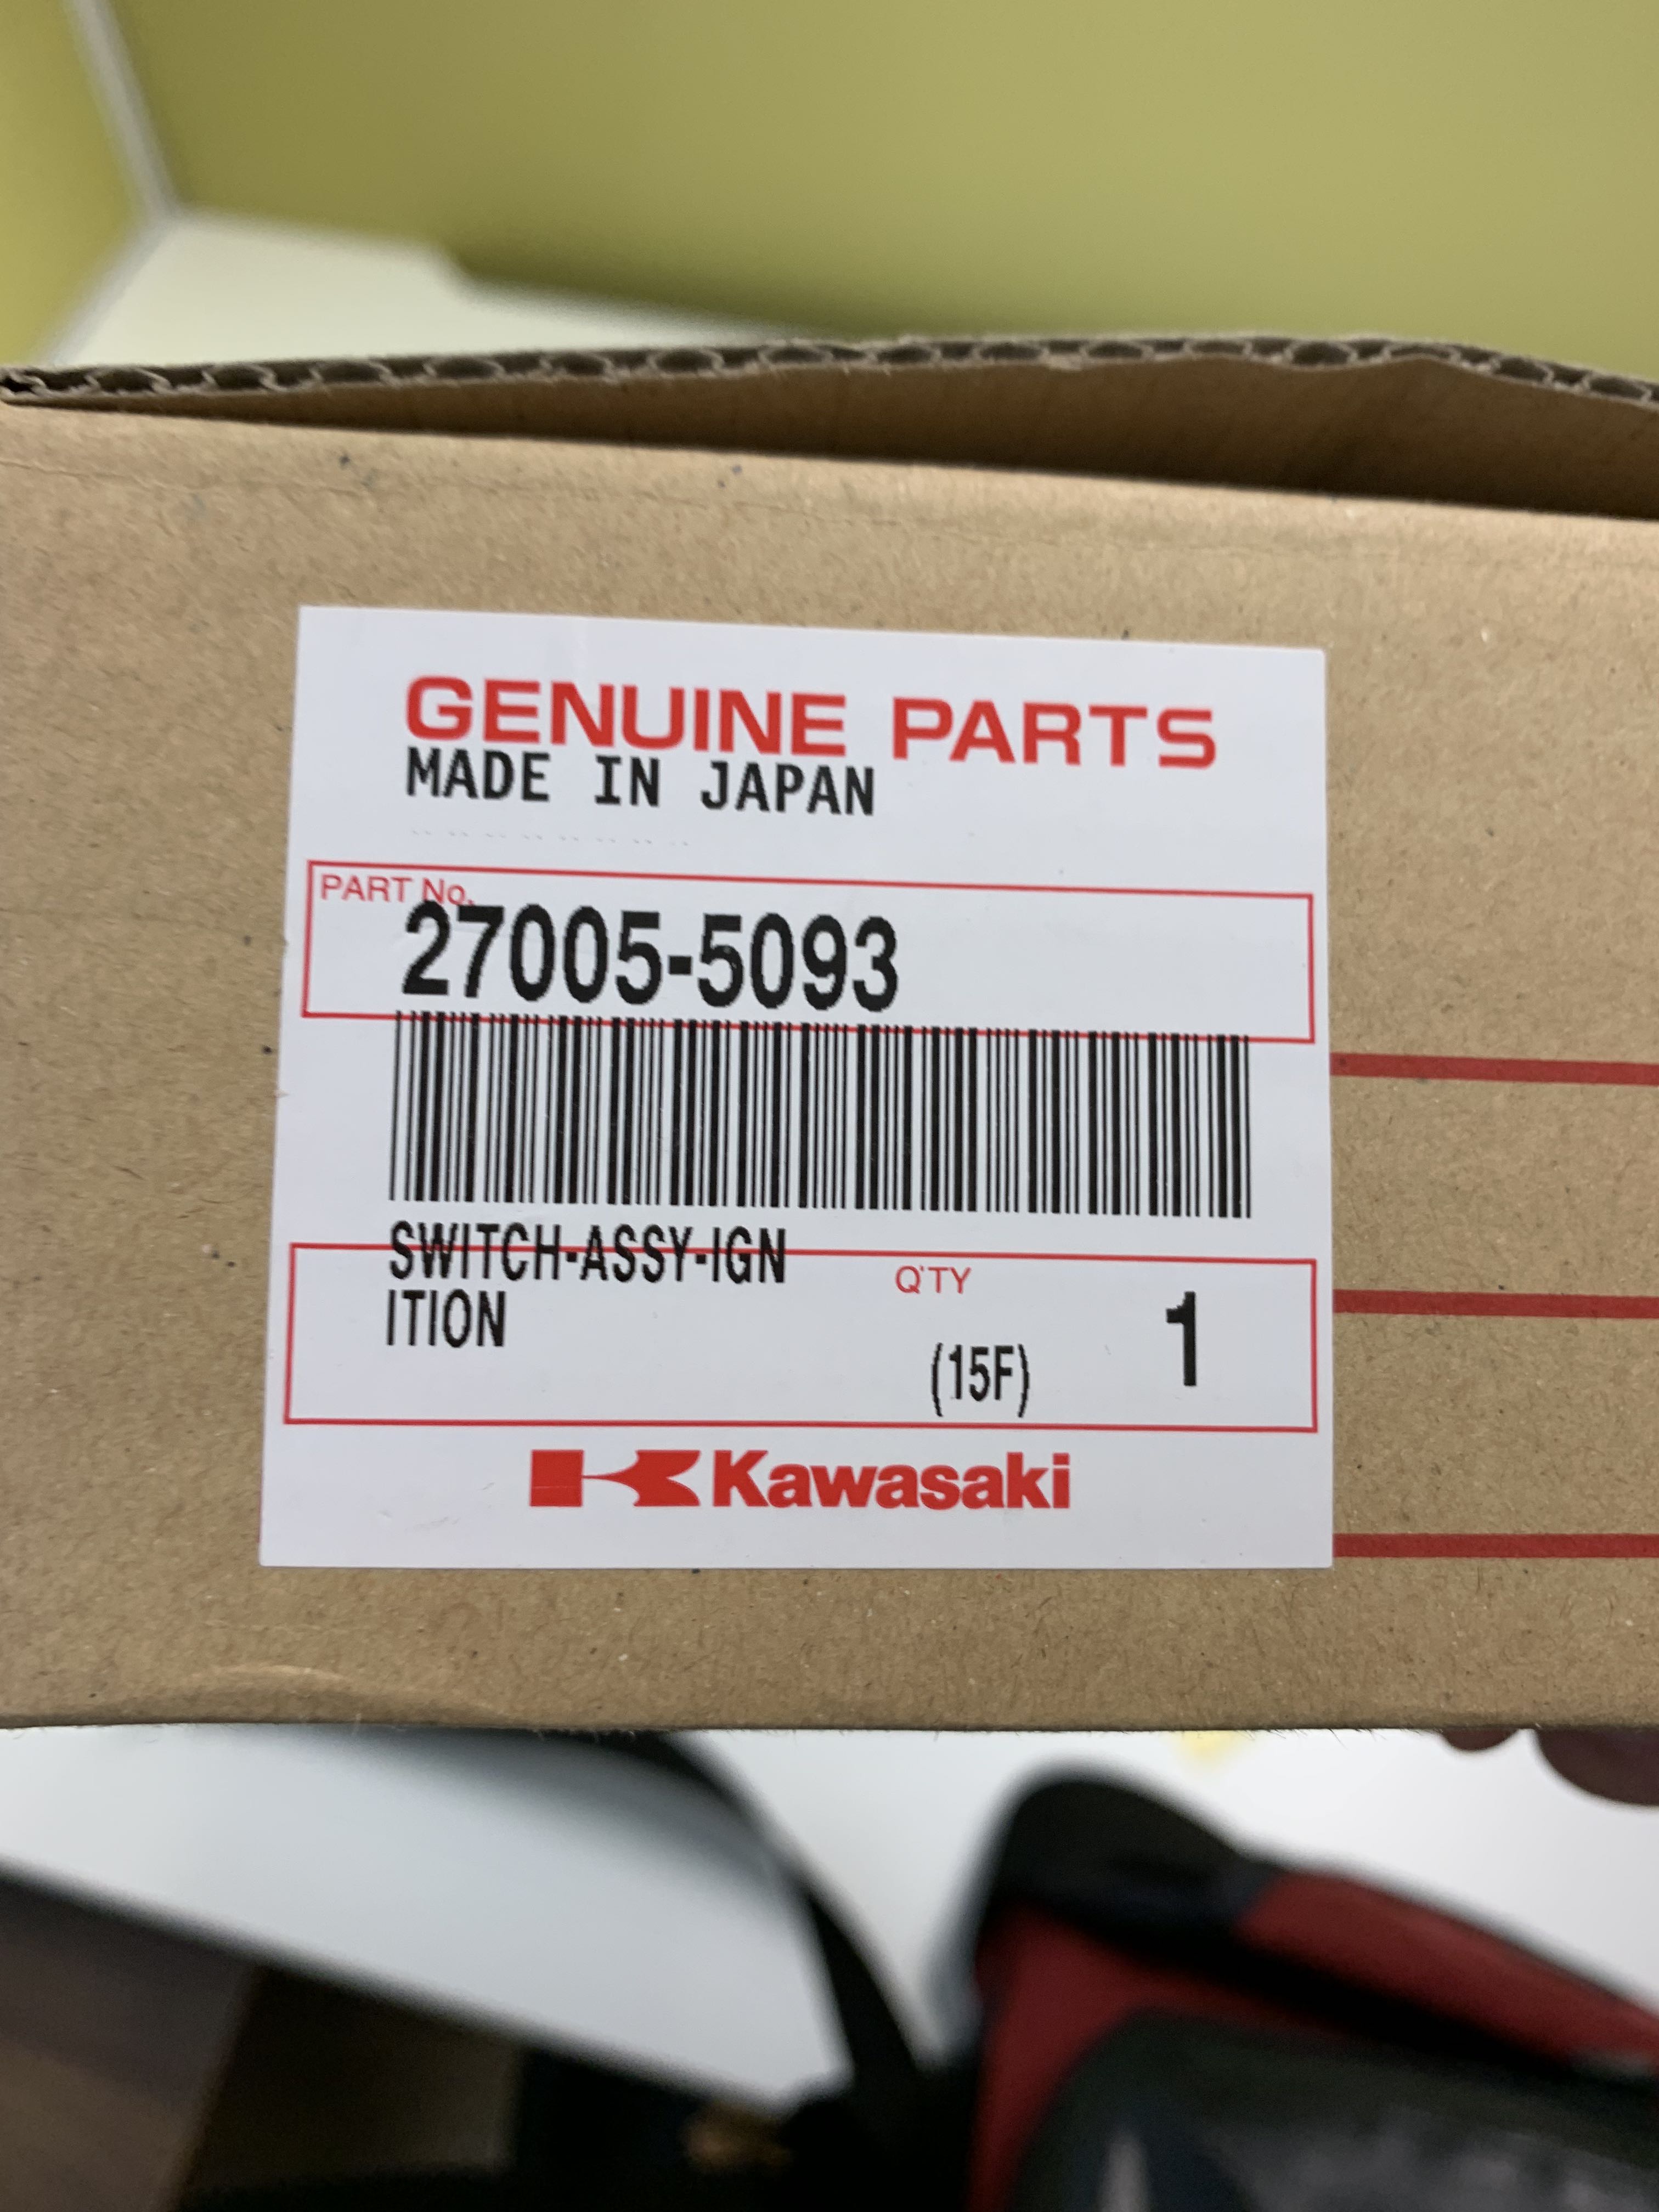 GENUINE PARTS
MADE IN JAPAN
PART No.
27005-5093
SWITCH-ASSY-IGN
ITION
Q'TY
(15F)
1
Kawasaki